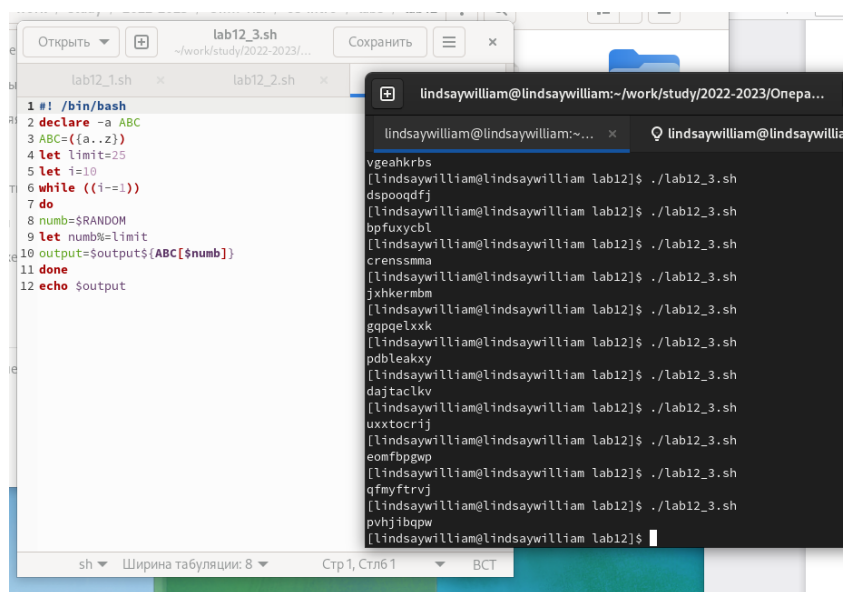 Открыть
lab12_3.sh
~/work/study/2022-2023/...
Сохранить
lab12_1.sh
lab12_2.sh
1 #! /bin/bash
2 declare -a ABC
3 ABC=({a..z})
4 let limit=25
5 let i=10
6 while ((i-=1))
7 do
8 numb=$RANDOM
9 let numb%=limit
10 output=$output${ABC[$numb]}
11 done
12 echo $output
sh
Ширина табуляции: 8
Стр 1, Стлб 1
ВСТ
lindsaywilliam@lindsaywilliam:~/work/study/2022-2023/Опера...
lindsaywilliam@lindsaywilliam:~...
lindsaywilliam@lindsaywillia
vgeahkrbs
[lindsaywilliam@lindsaywilliam lab12]$ ./lab12_3.sh
dspooqdfj
[lindsaywilliam@lindsaywilliam lab12]$ ./lab12_3.sh
bpfuxycbl
[lindsaywilliam@lindsaywilliam lab12]$ ./lab12_3.sh
crenssmma
[lindsaywilliam@lindsaywilliam lab12]$ ./lab12_3.sh
jxhkermbm
[lindsaywilliam@lindsaywilliam lab12]$ ./lab12_3.sh
gqpqelxxk
[lindsaywilliam@lindsaywilliam lab12]$ ./lab12_3.sh
pdbleakxy
[lindsaywilliam@lindsaywilliam lab12]$ ./lab12_3.sh
dajtaclkv
[lindsaywilliam@lindsaywilliam lab12]$ ./lab12_3.sh
uxxtocrij
[lindsaywilliam@lindsaywilliam lab12]$ ./lab12_3.sh
eomfbpgwp
[lindsaywilliam@lindsaywilliam lab12]$ ./lab12_3.sh
qfmyftrvj
[lindsaywilliam@lindsaywilliam lab12]$ ./lab12_3.sh
pvhjibqpw
[lindsaywilliam@lindsaywilliam lab12]$